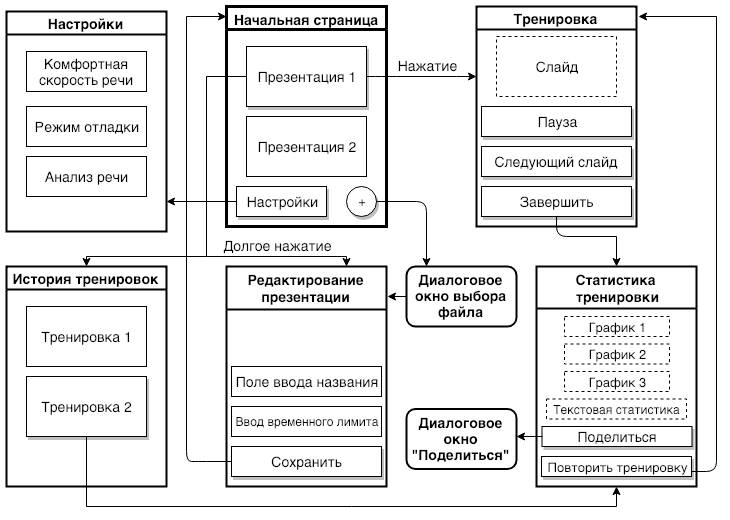 Настройки
Комфортная
скорость речи
Режим отладки
Анализ речи
Начальная страница
Презентация 1
Презентация 2
Настройки
+
Нажатие
Тренировка
Слайд
Пауза
Следующий слайд
Завершить
Долгое нажатие
История тренировок
Тренировка 1
Тренировка 2
Редактирование
презентации
Поле ввода названия
Ввод временного лимита
Сохранить
Диалоговое
окно выбора
файла
Диалоговое
окно
"Поделиться"
Статистика
тренировки
График 1
График 2
График 3
Текстовая статистика
Поделиться
Повторить тренировку